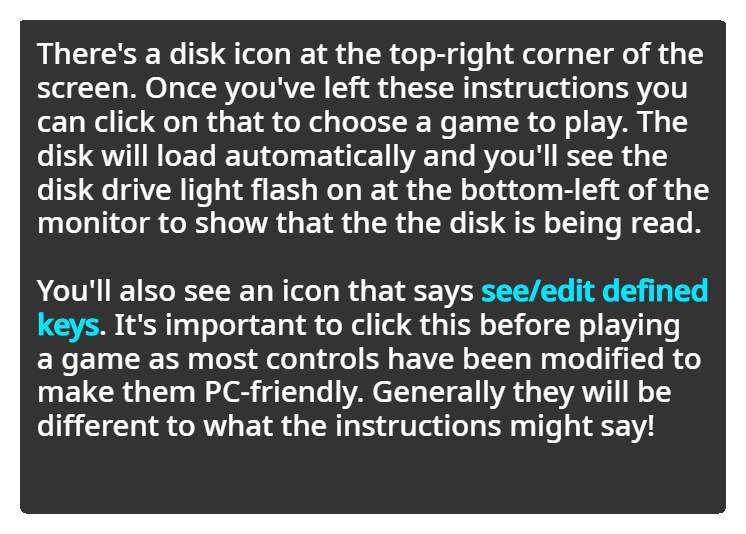 There's a disk icon at the top-right corner of the
screen. Once you've left these instructions you
can click on that to choose a game to play. The
disk will load automatically and you'll see the
disk drive light flash on at the bottom-left of the
monitor to show that the the disk is being read.
You'll also see an icon that says see/edit defined
keys. It's important to click this before playing
a game as most controls have been modified to
make them PC-friendly. Generally they will be
different to what the instructions might say!